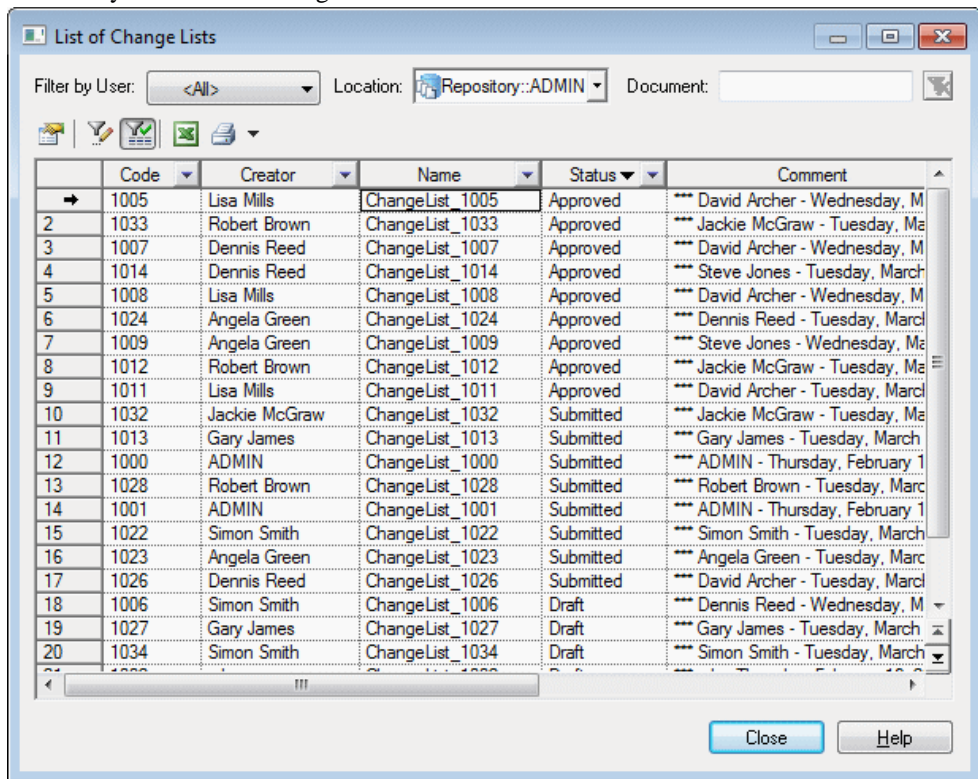 List of Change Lists
Filter by User: <All> Location: Repository::ADMIN Document:
Code Creator Name Status Comment
1005 Lisa Mills ChangeList_1005 Approved *** David Archer - Wednesday, M
2 1033 Robert Brown ChangeList_1033 Approved *** Jackie McGraw - Tuesday, Ma
3 1007 Dennis Reed ChangeList_1007 Approved *** David Archer - Wednesday, M
4 1014 Dennis Reed ChangeList_1014 Approved *** Steve Jones - Tuesday, March
5 1008 Lisa Mills ChangeList_1008 Approved *** David Archer - Wednesday, M
6 1024 Angela Green ChangeList_1024 Approved *** Dennis Reed - Tuesday, Marcl
7 1009 Angela Green ChangeList_1009 Approved *** Steve Jones - Wednesday, Ma
8 1012 Robert Brown ChangeList_1012 Approved *** Jackie McGraw - Tuesday, Ma
9 1011 Lisa Mills ChangeList_1011 Approved *** David Archer - Tuesday, Marcl
10 1032 Jackie McGraw ChangeList_1032 Submitted *** Jackie McGraw - Tuesday, Ma
11 1013 Gary James ChangeList_1013 Submitted *** Gary James - Tuesday, March
12 1000 ADMIN ChangeList_1000 Submitted *** ADMIN - Thursday, February 1
13 1028 Robert Brown ChangeList_1028 Submitted *** Robert Brown - Tuesday, Marc
14 1001 ADMIN ChangeList_1001 Submitted *** ADMIN - Thursday, February 1
15 1022 Simon Smith ChangeList_1022 Submitted *** Simon Smith - Tuesday, March
16 1023 Angela Green ChangeList_1023 Submitted *** Angela Green - Tuesday, Marc
17 1026 Dennis Reed ChangeList_1026 Submitted *** David Archer - Tuesday, Marcl
18 1006 Simon Smith ChangeList_1006 Draft *** Dennis Reed - Wednesday, M
19 1027 Gary James ChangeList_1027 Draft *** Gary James - Tuesday, March
20 1034 Simon Smith ChangeList_1034 Draft *** Simon Smith - Tuesday, March
Close Help